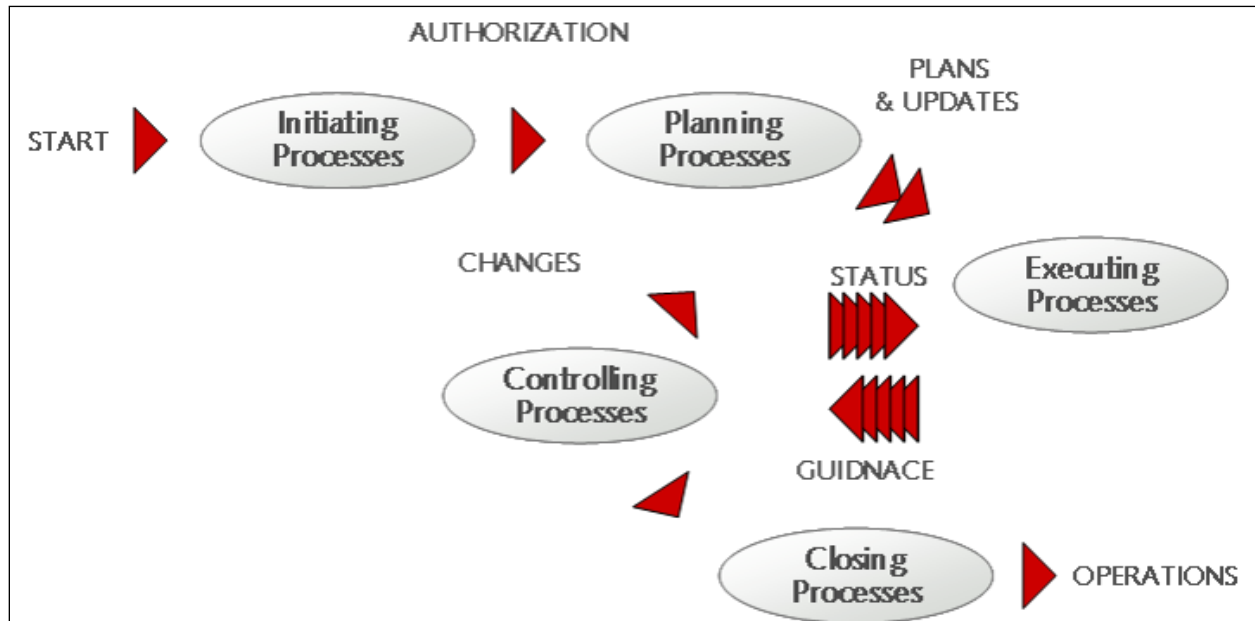 AUTHORIZATION
PLANS
& UPDATES
START
Initiating
Processes
Planning
Processes
CHANGES
STATUS
Executing
Processes
Controlling
Processes
GUIDNACE
Closing
Processes
OPERATIONS